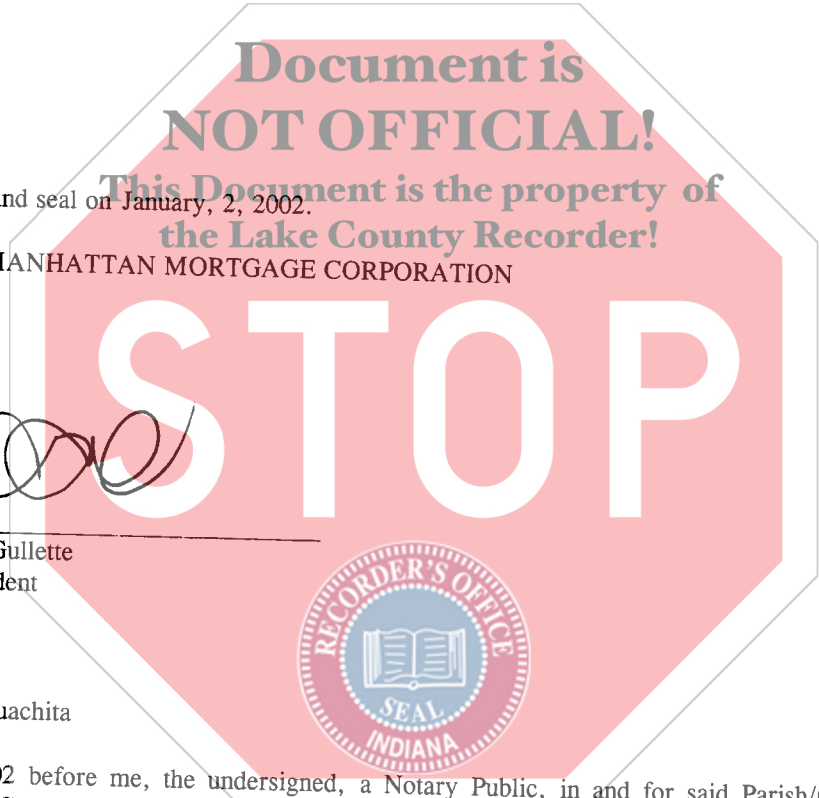 Document is
NOT OFFICIAL!
This Document is the property of
the Lake County Recorder!
nd seal on January, 2, 2002.
MANHATTAN MORTGAGE CORPORATION
STOP
Gullette
dent
RECORDER'S OFFICE
SEAL
INDIANA
uachita
02 before me, the undersigned, a Notary Public, in and for said Parish/